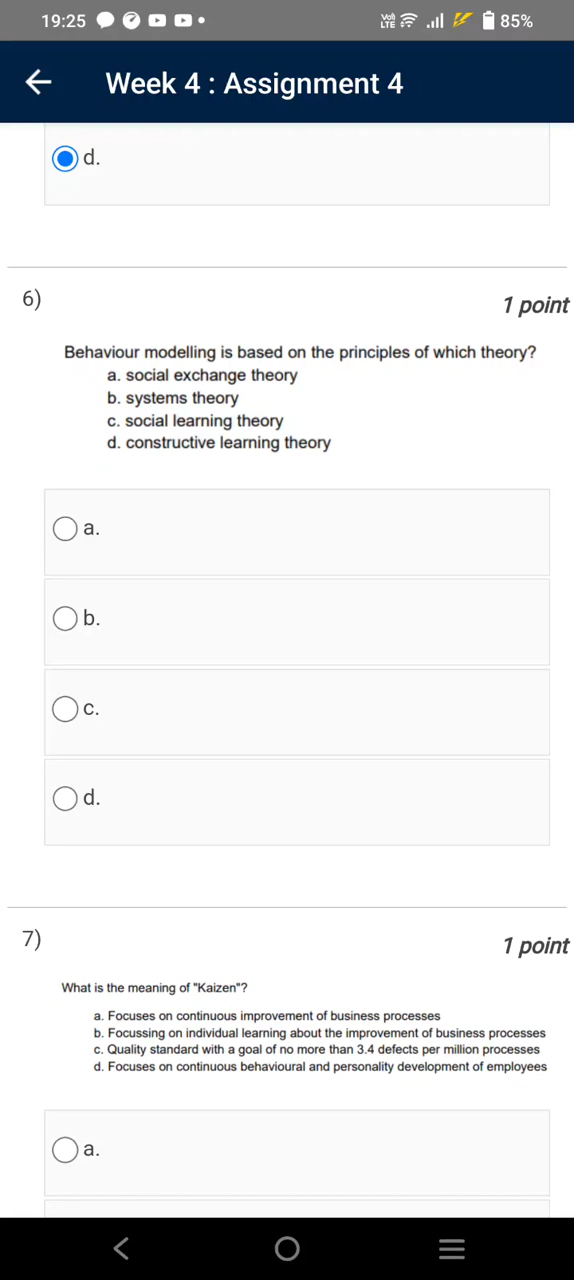 19:25 Vo) LTE 85%
Week 4 : Assignment 4
d.
6)
1 point
Behaviour modelling is based on the principles of which theory?
a. social exchange theory
b. systems theory
c. social learning theory
d. constructive learning theory
a.
b.
c.
d.
7)
1 point
What is the meaning of "Kaizen"?
a. Focuses on continuous improvement of business processes
b. Focussing on individual learning about the improvement of business processes
c. Quality standard with a goal of no more than 3.4 defects per million processes
d. Focuses on continuous behavioural and personality development of employees
a.